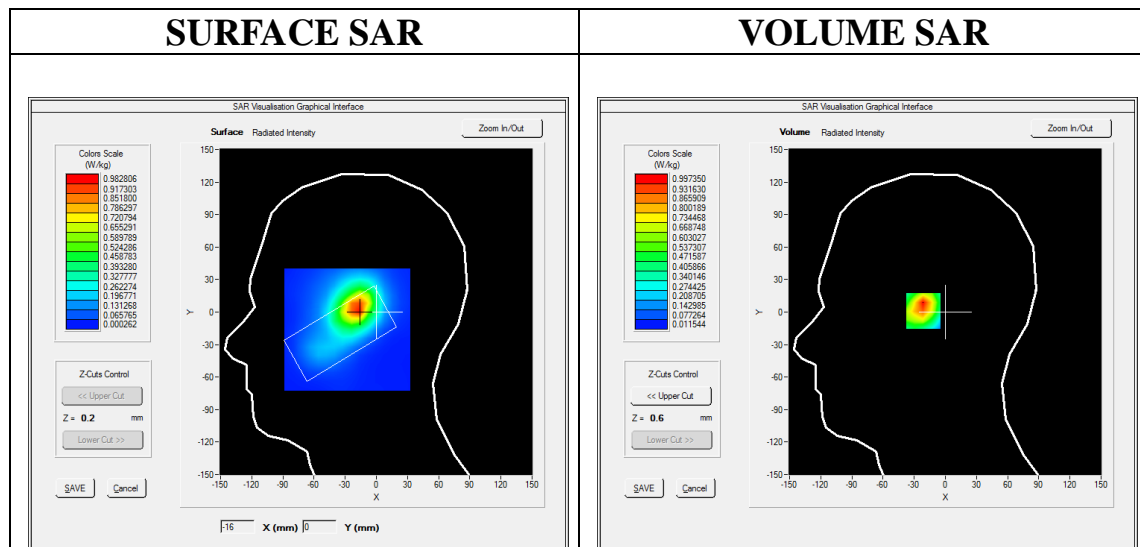 SURFACE SAR
VOLUME SAR
SAR Visualisation Graphical Interface
Surface Radiated Intensity
Zoom In/Out
Colors Scale
(W/kg)
0.982806
0.917303
0.851800
0.786297
0.720794
0.655291
0.589789
0.524286
0.458783
0.393280
0.327777
0.262274
0.196771
0.131268
0.065765
0.000262
150
120
90
60
30
0
-30
-60
-90
-120
-150
Y
-150 -120 -90 -60 -30 0 30 60 90 120 150
X
Z-Cuts Control
<< Upper Cut
Z = 0.2 mm
Lower Cut >>
SAVE Cancel
-16 X (mm) 0 Y (mm)
SAR Visualisation Graphical Interface
Volume Radiated Intensity
Zoom In/Out
Colors Scale
(W/kg)
0.997350
0.931630
0.865909
0.800189
0.734468
0.668748
0.603027
0.537307
0.471587
0.405866
0.340146
0.274425
0.208705
0.142985
0.077264
0.011544
150
120
90
60
30
0
-30
-60
-90
-120
-150
Y
-150 -120 -90 -60 -30 0 30 60 90 120 150
X
Z-Cuts Control
<< Upper Cut
Z = 0.6 mm
Lower Cut >>
SAVE Cancel